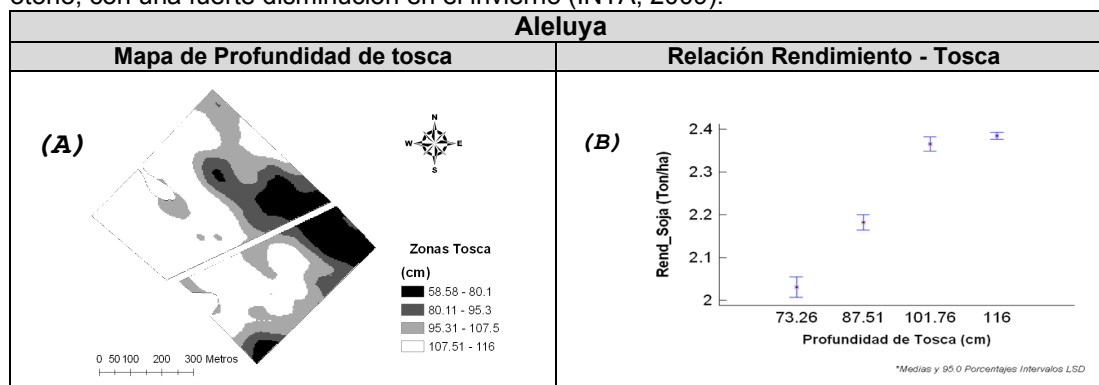 otoño, con una fuerte disminución en el invierno (INTA, 2009).
Aleluya
Mapa de Profundidad de tosca
Relación Rendimiento - Tosca
(A)
N
W E
S
Zonas Tosca
(cm)
58.58 - 80.1
80.11 - 95.3
95.31 - 107.5
107.51 - 116
0 50 100 200 300 Metros
(B)
Rend_Soja (Ton/ha)
2.4
2.3
2.2
2.1
2
73.26 87.51 101.76 116
Profundidad de Tosca (cm)
*Medias y 95.0 Porcentajes Intervalos LSD